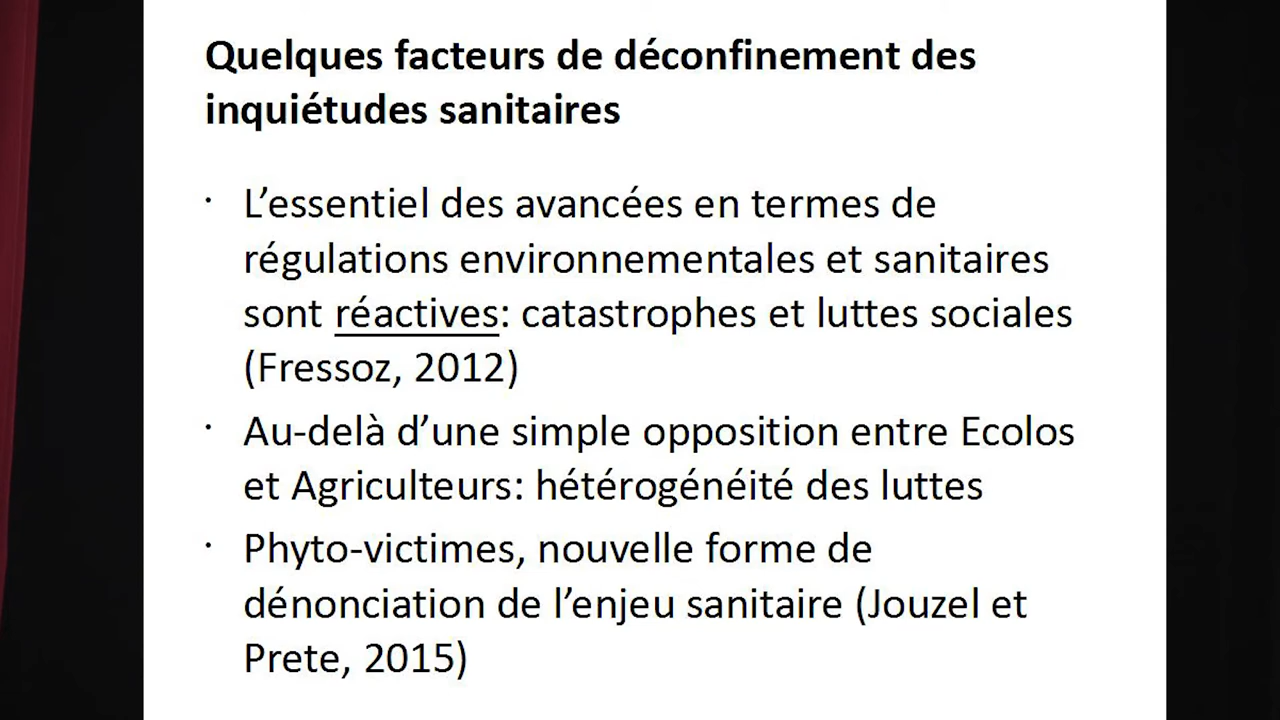 Quelques facteurs de déconfinement des
inquiétudes sanitaires
· L’essentiel des avancées en termes de
régulations environnementales et sanitaires
sont réactives: catastrophes et luttes sociales
(Fressoz, 2012)
· Au-delà d’une simple opposition entre Ecolos
et Agriculteurs: hétérogénéité des luttes
· Phyto-victimes, nouvelle forme de
dénonciation de l’enjeu sanitaire (Jouzel et
Prete, 2015)